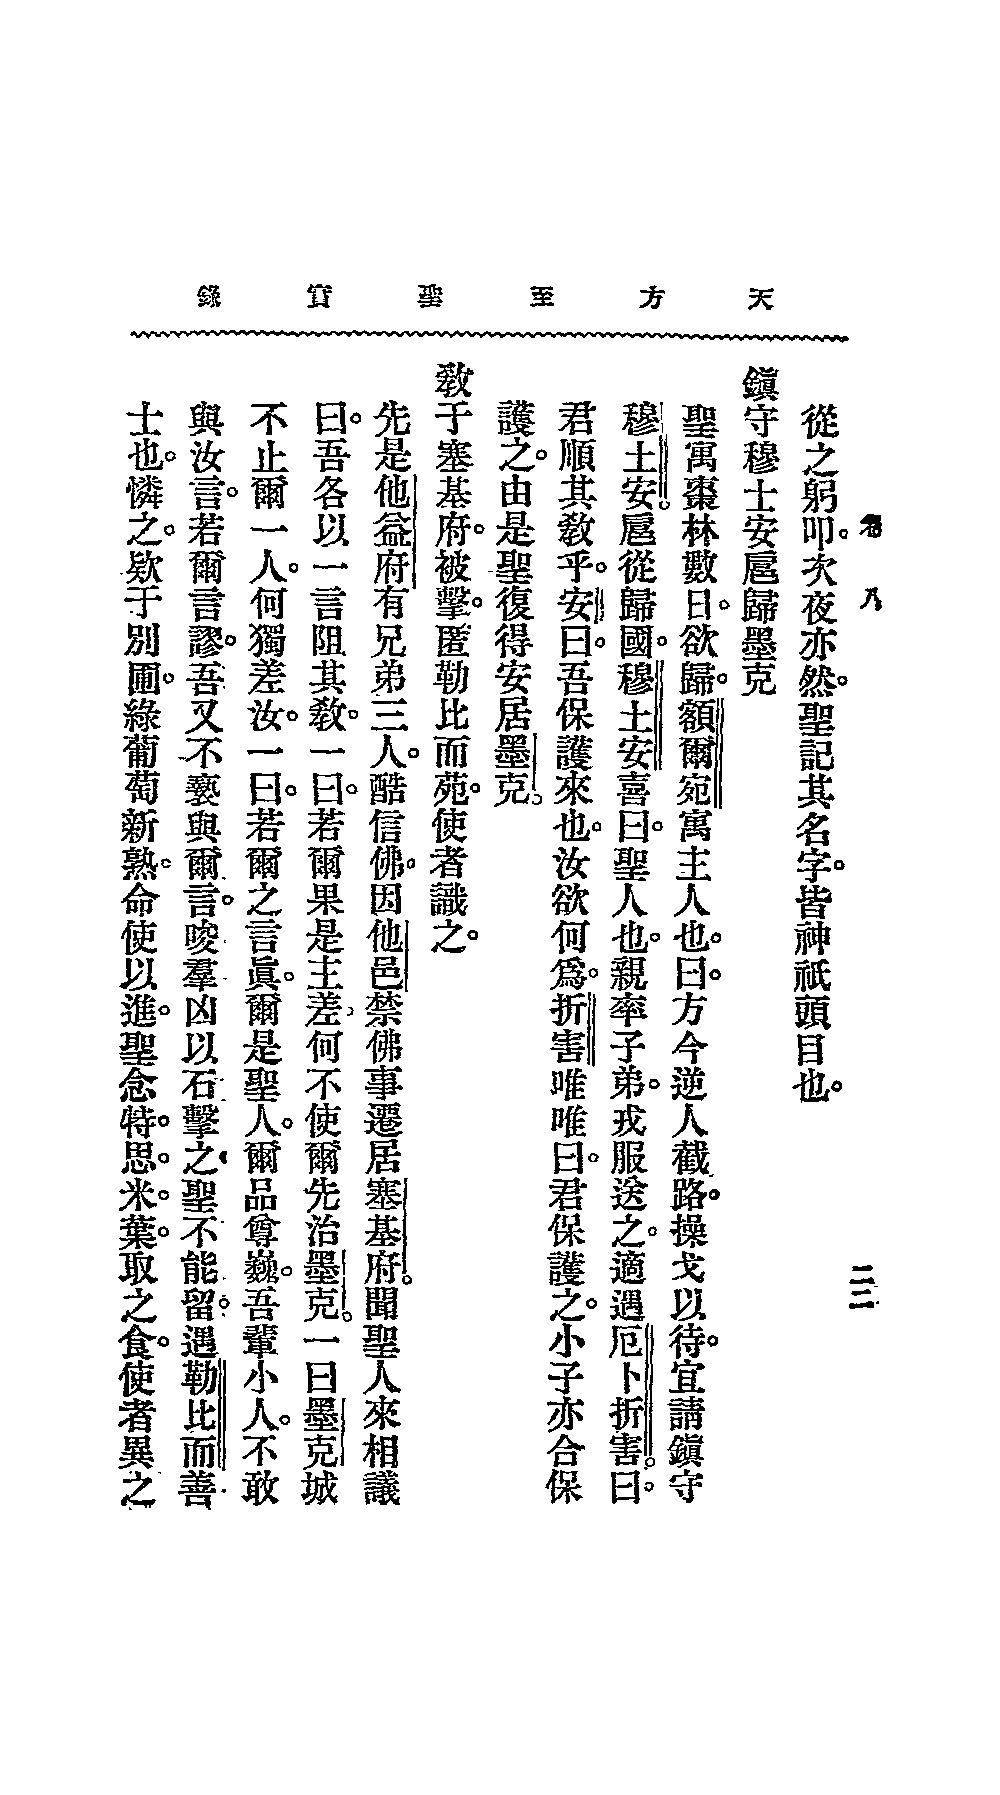 天方至聖實錄
卷八
二二
從之躬叩。次夜亦然。聖記其名字。皆神祇頭目也。
鎭守穆士安扈歸墨克
聖寓棗林數日。欲歸。額爾宛寓主人也。曰。方今逆人截路。操戈以待。宜請鎭守
穆士安。扈從歸國。穆士安喜曰。聖人也。親率子弟。戎服送之。適遇厄卜折害。曰。
君順其敎乎。安曰。吾保護來也。汝欲何爲。折害唯唯曰。君保護之。小子亦合保
護之。由是聖復得安居墨克。
敎于塞基府。被擊。匿勒比而苑。使者識之。
先是他益府有兄弟三人。酷信佛。因他邑禁佛事遷居塞基府。聞聖人來相議
曰。吾各以一言阻其敎。一曰。若爾果是主差。何不使爾先治墨克。一曰墨克城
不止爾一人。何獨差汝。一曰。若爾之言眞。爾是聖人。爾品尊巍。吾輩小人。不敢
與汝言。若爾言謬。吾又不褻與爾言。唆羣凶以石擊之。聖不能留。遇勒比而善
士也。憐之。欵于別圃。綠葡萄新熟。命使以進。聖念特。思。米。葉。取之食。使者異之